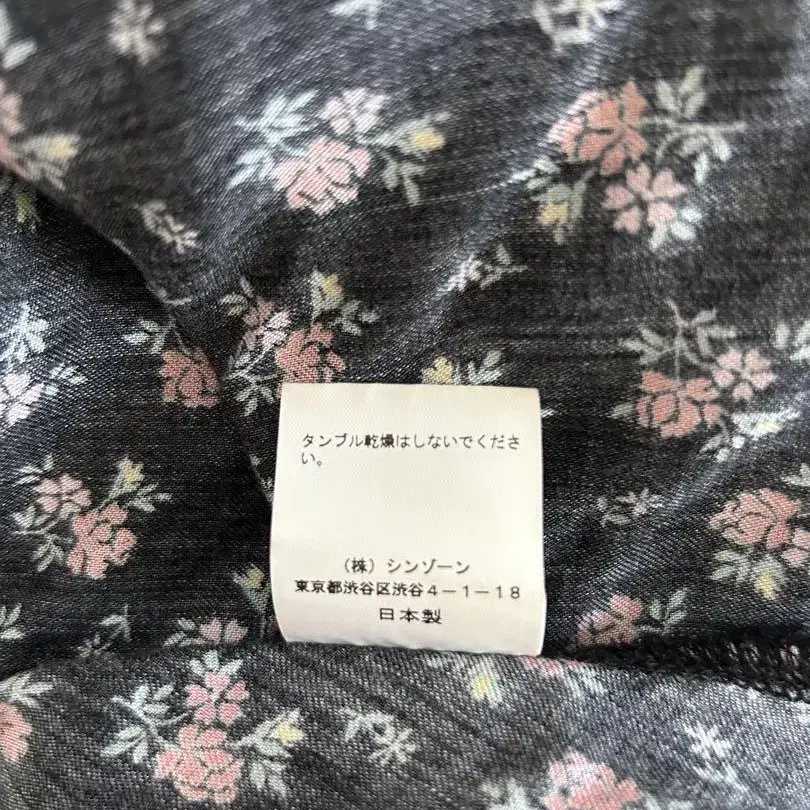 タンブル乾燥はしないでくださ
い。
（株）シンゾーン
東京都渋谷区渋谷４－１－１８
日本製